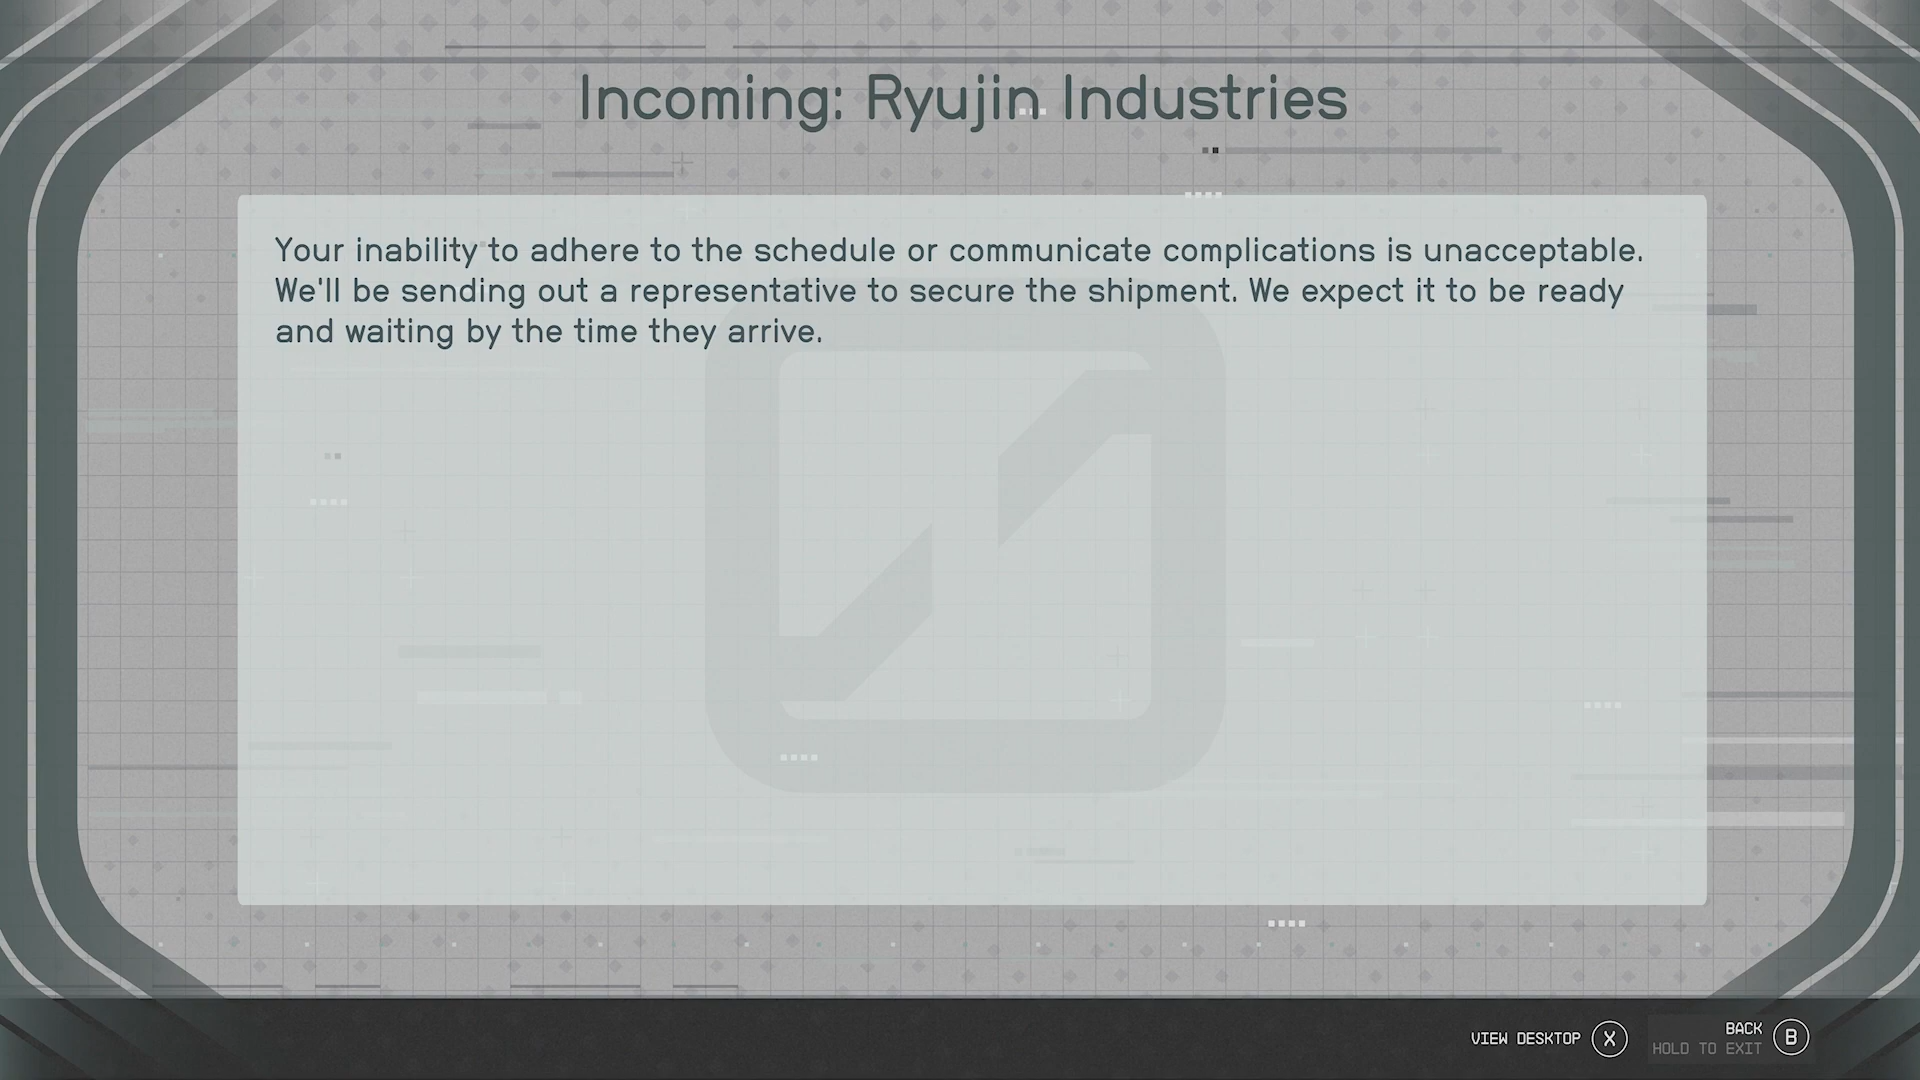 Incoming: Ryujin Industries
Your inability to adhere to the schedule or communicate complications is unacceptable.
We'll be sending out a representative to secure the shipment. We expect it to be ready
and waiting by the time they arrive.
VIEW DESKTOP X
BACK B
HOLD TO EXIT